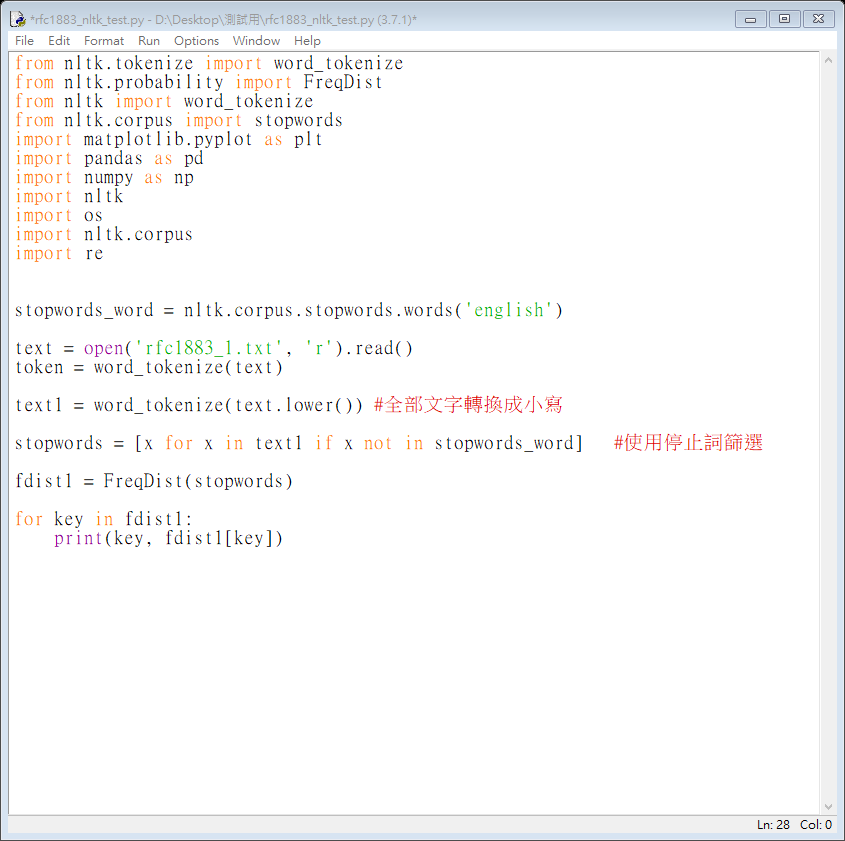 *rfc1883_nltk_test.py - D:\Desktop\測試用\rfc1883_nltk_test.py (3.7.1)*
File Edit Format Run Options Window Help
from nltk.tokenize import word_tokenize
from nltk.probability import FreqDist
from nltk import word_tokenize
from nltk.corpus import stopwords
import matplotlib.pyplot as plt
import pandas as pd
import numpy as np
import nltk
import os
import nltk.corpus
import re
stopwords_word = nltk.corpus.stopwords.words('english')
text = open('rfc1883_1.txt', 'r').read()
token = word_tokenize(text)
text1 = word_tokenize(text.lower()) #全部文字轉換成小寫
stopwords = [x for x in text1 if x not in stopwords_word]   #使用停止詞篩選
fdist1 = FreqDist(stopwords)
for key in fdist1:
    print(key, fdist1[key])
Ln: 28 Col: 0